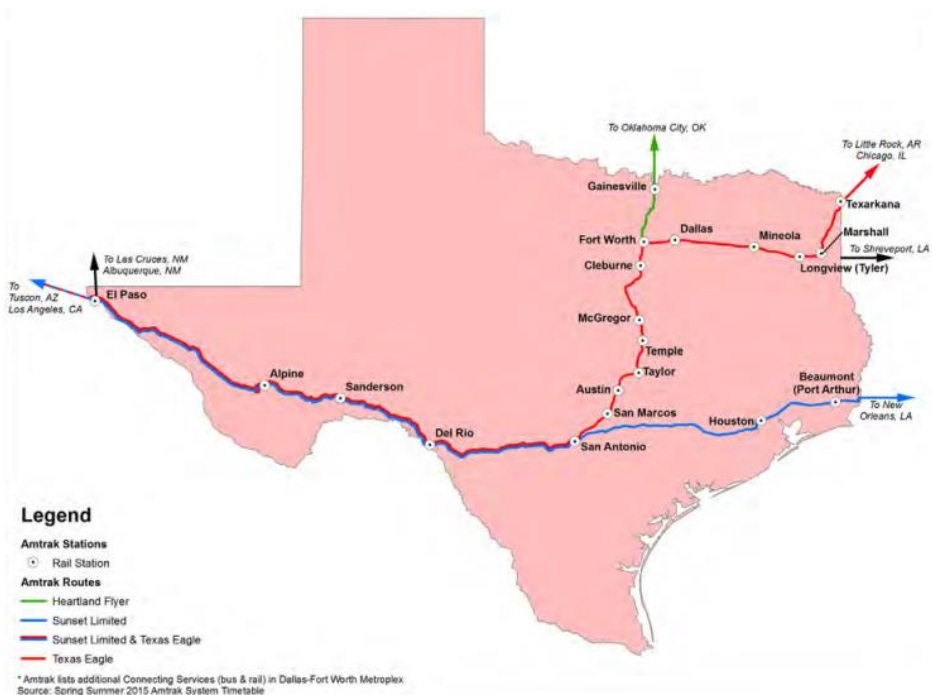 To Oklahoma City, OK
To Little Rock, AR
Chicago, IL
Gainesville
Texarkana
Fort Worth
Dallas
Mineola
Marshall
To Shreveport, LA
Longview (Tyler)
Cleburne
To Las Cruces, NM
Albuquerque, NM
To
Tuscon, AZ
Los Angeles, CA
El Paso
McGregor
Temple
Taylor
Alpine
Sanderson
Austin
San Marcos
Beaumont
(Port Arthur)
Houston
To New
Orleans, LA
Del Rio
San Antonio
Legend
Amtrak Stations
Rail Station
Amtrak Routes
Heartland Flyer
Sunset Limited
Sunset Limited & Texas Eagle
Texas Eagle
* Amtrak lists additional Connecting Services (bus & rail) in Dallas-Fort Worth Metroplex
Source: Spring Summer 2015 Amtrak System Timetable